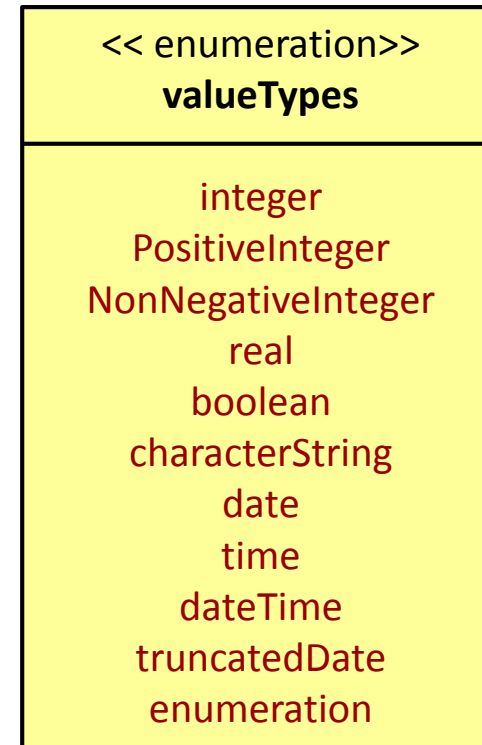 << enumeration>>
valueTypes
integer
PositiveInteger
NonNegativeInteger
real
boolean
characterString
date
time
dateTime
truncatedDate
enumeration